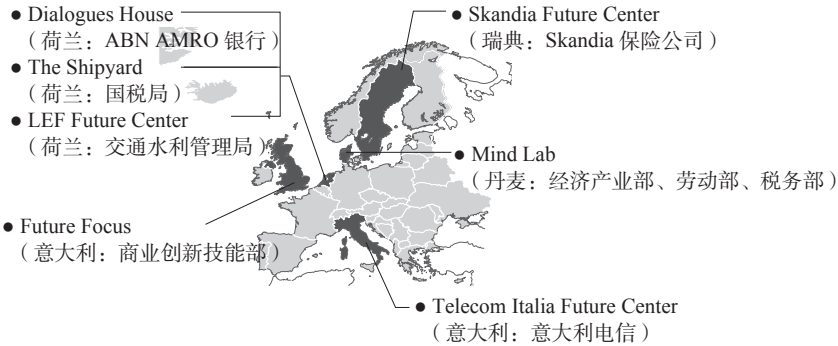 ● Dialogues House
（荷兰：ABN AMRO 银行）
● The Shipyard
（荷兰：国税局）
● LEF Future Center
（荷兰：交通水利管理局）
● Future Focus
（意大利：商业创新技能部）
● Skandia Future Center
（瑞典：Skandia 保险公司）
● Mind Lab
（丹麦：经济产业部、劳动部、税务部）
● Telecom Italia Future Center
（意大利：意大利电信）